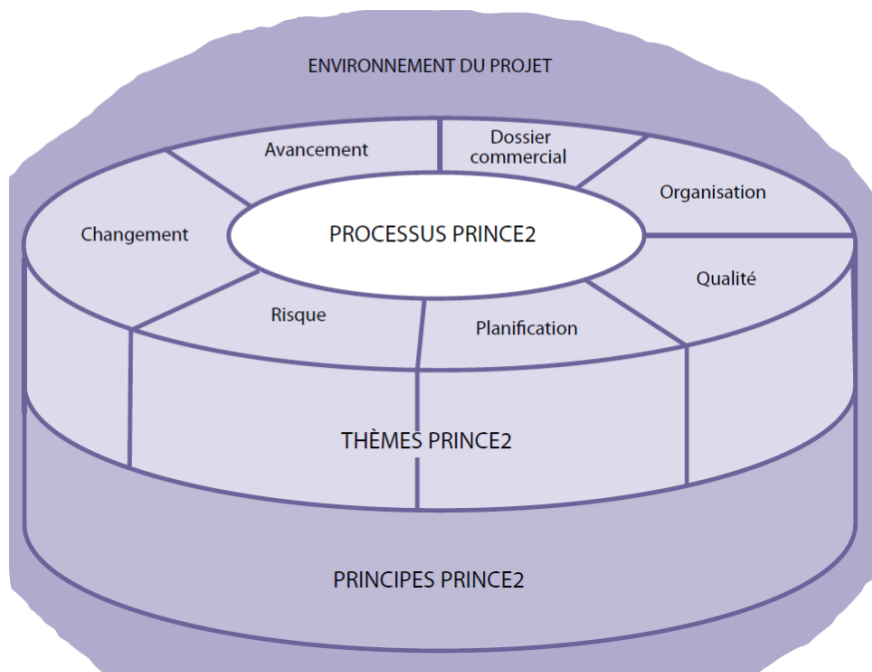 ENVIRONNEMENT DU PROJET
Avancement
Dossier
commercial
Organisation
Changement
PROCESSUS PRINCE2
Qualité
Risque
Planification
THÈMES PRINCE2
PRINCIPES PRINCE2